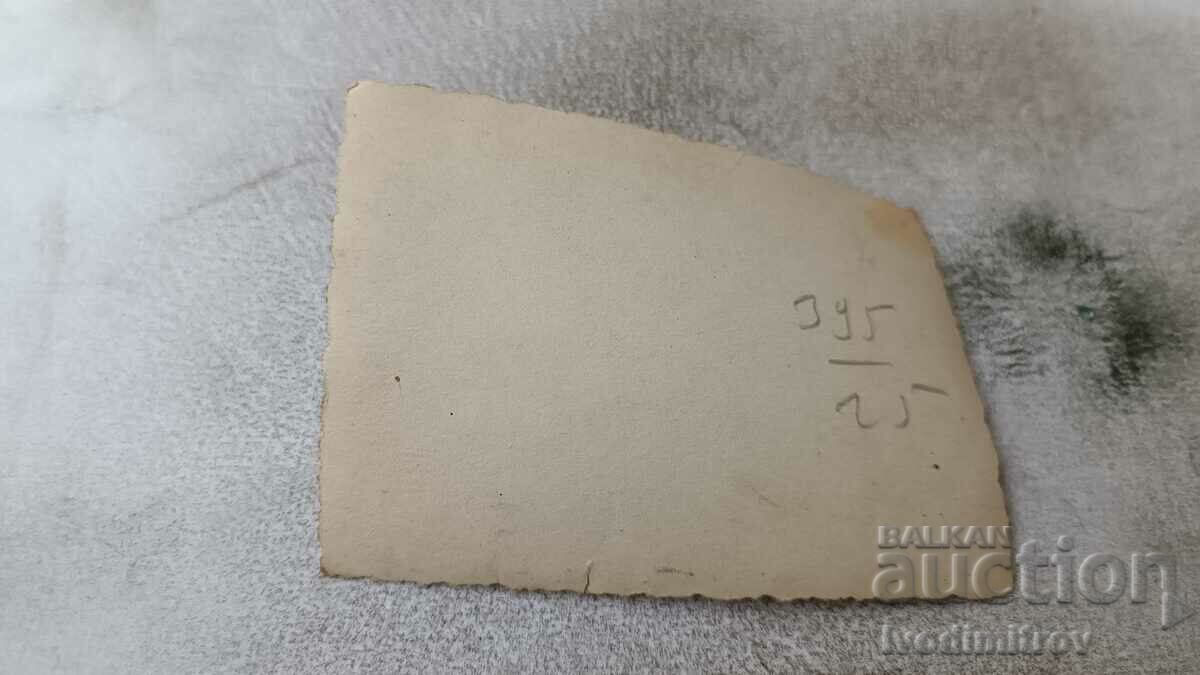 395
25
BALKAN
auction
ivodimitrov